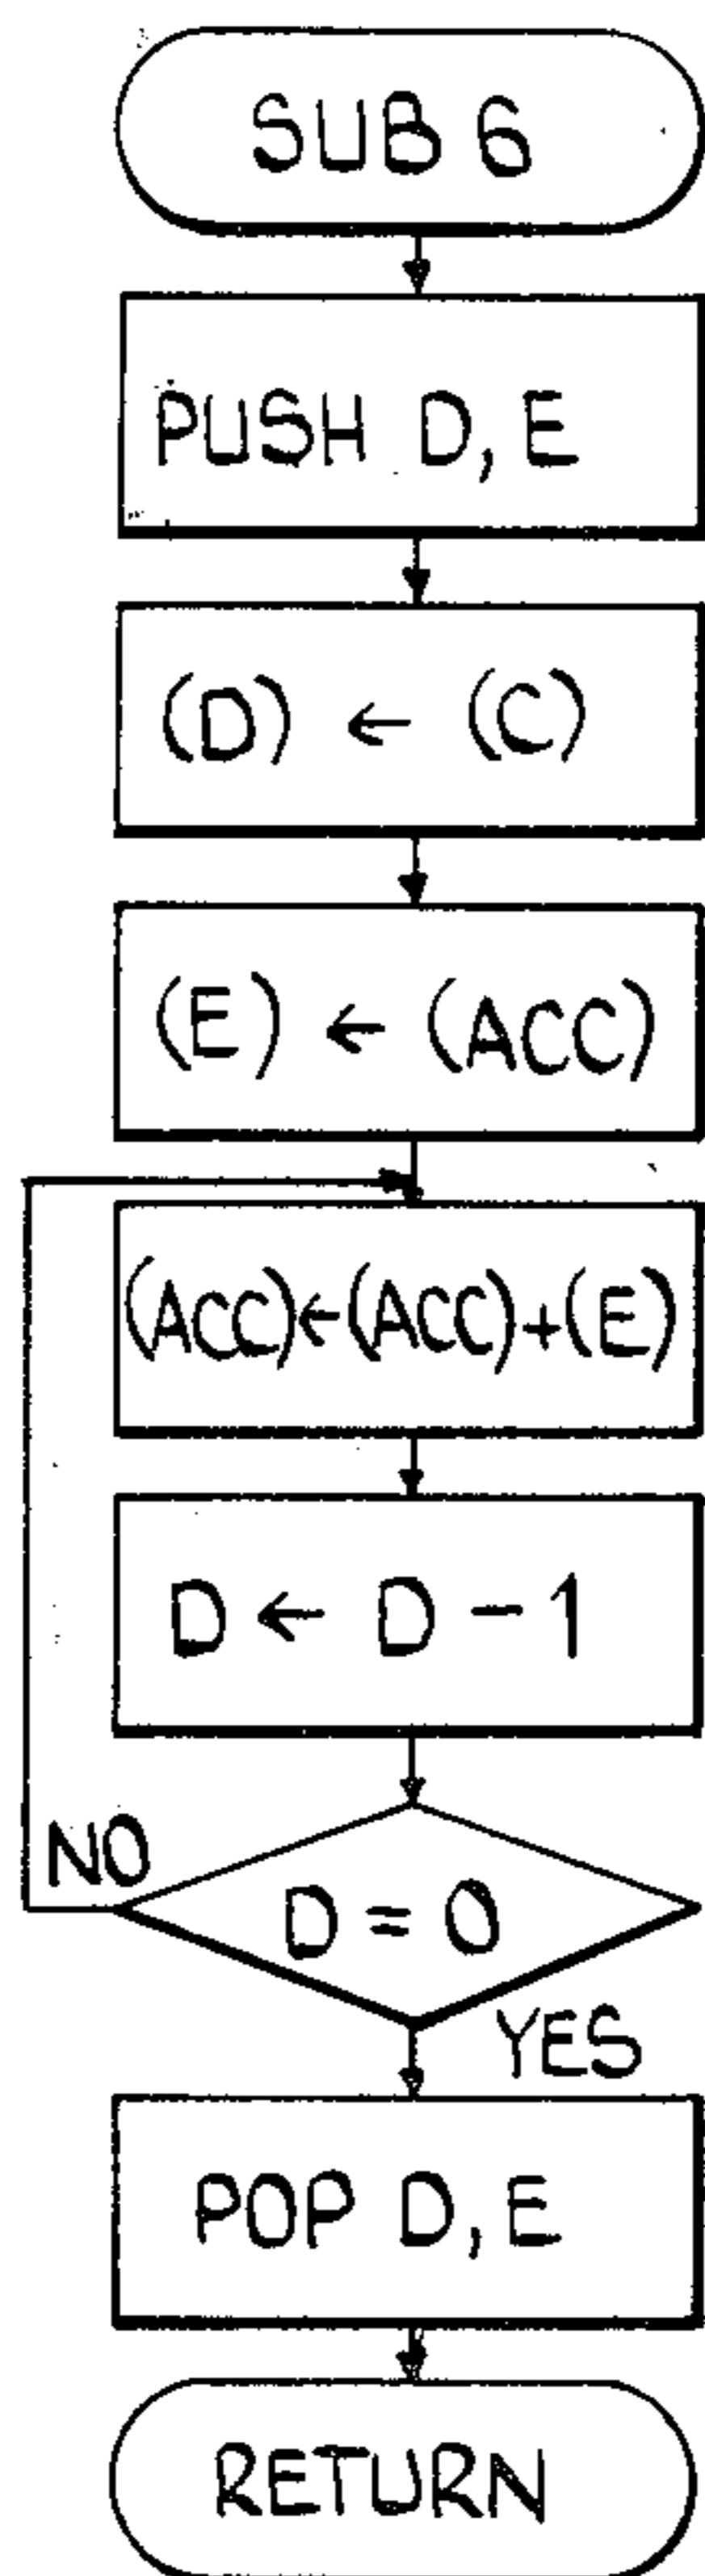 SUB 6
PUSH D, E
(D) ← (C)
(E) ← (ACC)
(ACC)←(ACC)+(E)
D ← D - 1
NO
D = 0
YES
POP D, E
RETURN